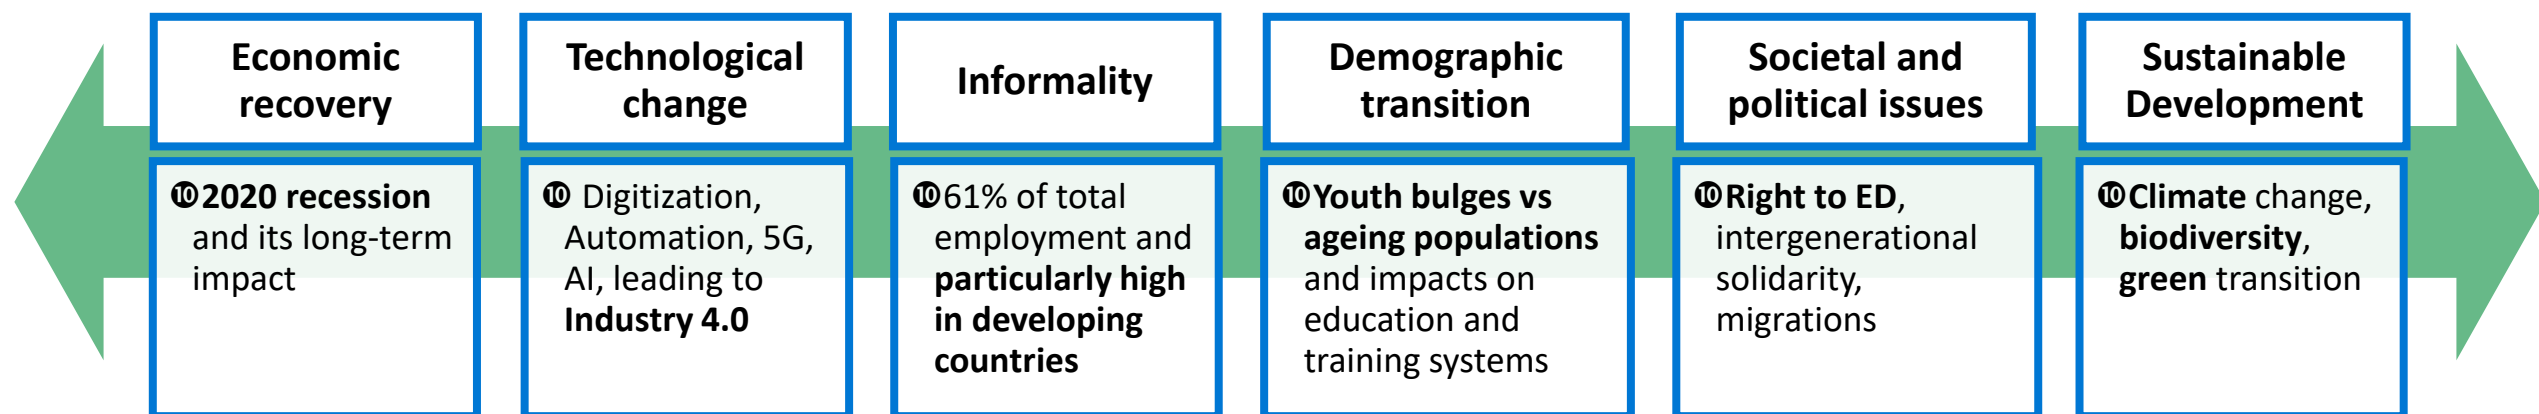 Economic
recovery
❿2020 recession
and its long-term
impact
Technological
change
❿ Digitization,
Automation, 5G,
AI, leading to
Industry 4.0
Informality
❿61% of total
employment and
particularly high
in developing
countries
Demographic
transition
❿Youth bulges vs
ageing populations
and impacts on
education and
training systems
Societal and
political issues
❿Right to ED,
intergenerational
solidarity,
migrations
Sustainable
Development
❿Climate change,
biodiversity,
green transition